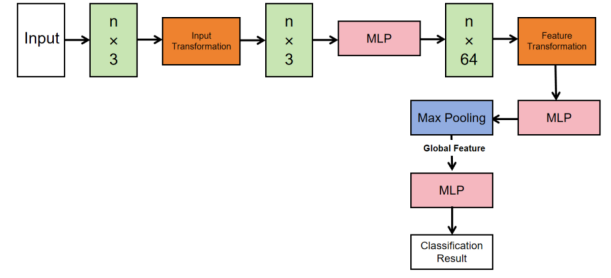 Input
n
×
3
Input
Transformation
n
×
3
MLP
n
×
64
Feature
Transformation
Max Pooling
MLP
Global Feature
MLP
Classification
Result